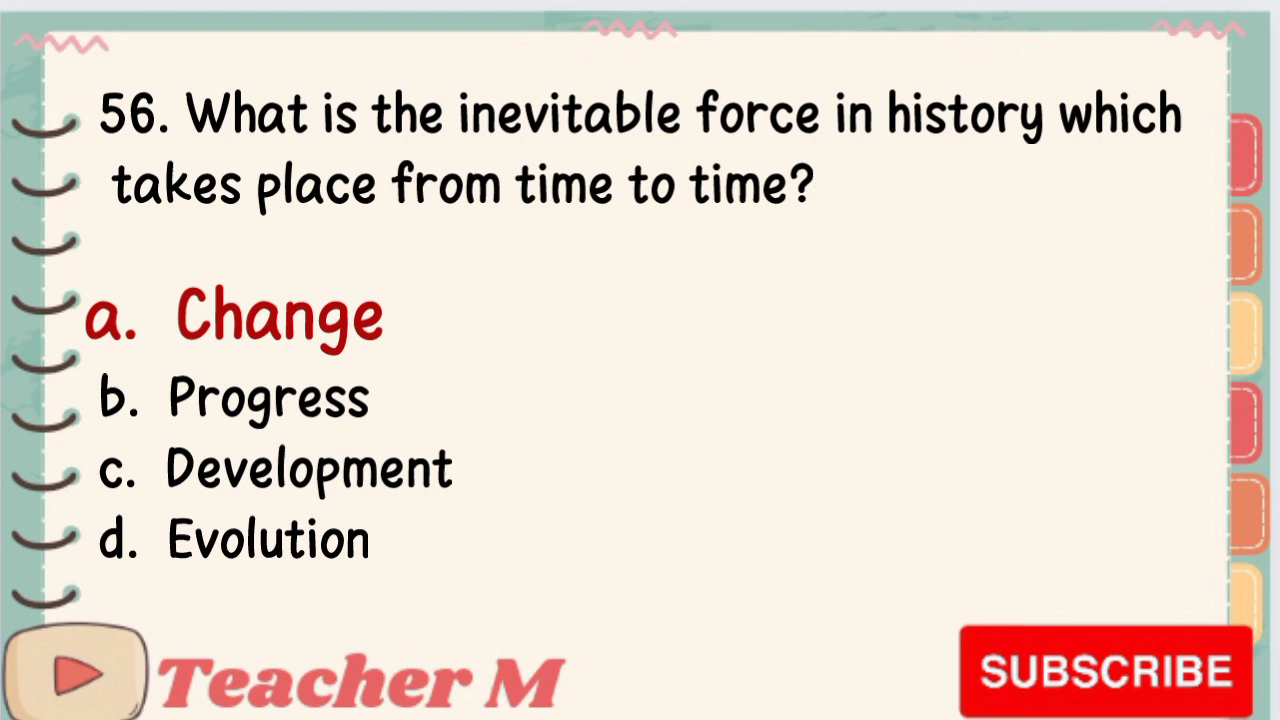 56. What is the inevitable force in history which
takes place from time to time?
a. Change
b. Progress
c. Development
d. Evolution
Teacher M
SUBSCRIBE